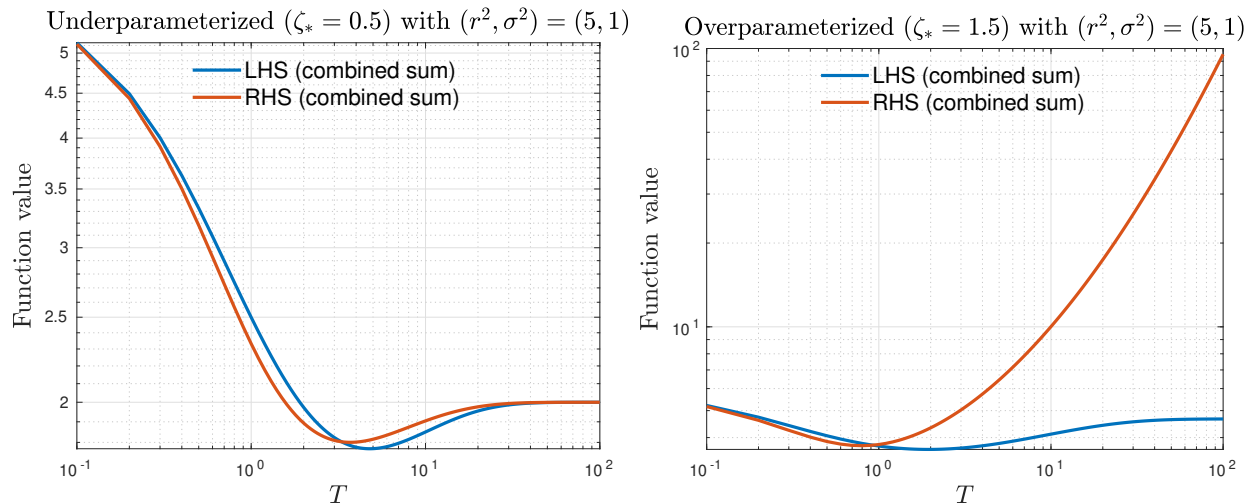 Underparameterized (ζ* = 0.5) with (r², σ²) = (5, 1)
LHS (combined sum)
RHS (combined sum)
Function value
5
4.5
4
3.5
3
2.5
2
10⁻¹
10⁰
10¹
10²
T
Overparameterized (ζ* = 1.5) with (r², σ²) = (5, 1)
LHS (combined sum)
RHS (combined sum)
Function value
10²
10¹
10⁻¹
10⁰
10¹
10²
T